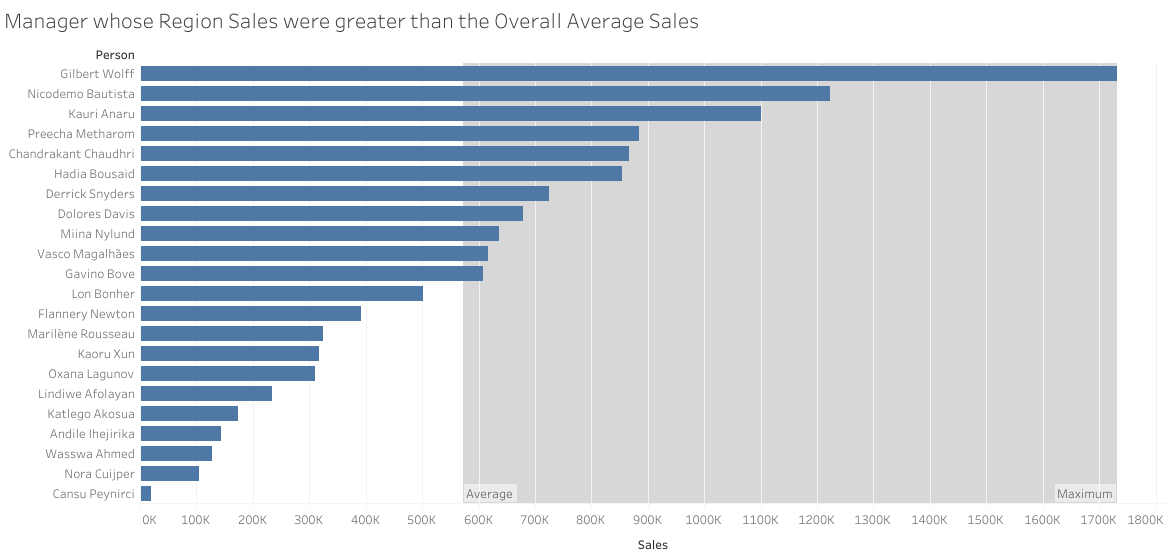 Manager whose Region Sales were greater than the Overall Average Sales
Person
Gilbert Wolff
Nicodemo Bautista
Kauri Anaru
Preecha Metharom
Chandrakant Chaudhri
Hadia Bousaid
Derrick Snyders
Dolores Davis
Miina Nylund
Vasco Magalhães
Gavino Bove
Lon Bonher
Flannery Newton
Marilène Rousseau
Kaoru Xun
Oxana Lagunov
Lindiwe Afolayan
Katlego Akosua
Andile Ihejirika
Wasswa Ahmed
Nora Cuijper
Cansu Peynirci
Average Maximum
0K 100K 200K 300K 400K 500K 600K 700K 800K 900K 1000K 1100K 1200K 1300K 1400K 1500K 1600K 1700K 1800K
Sales